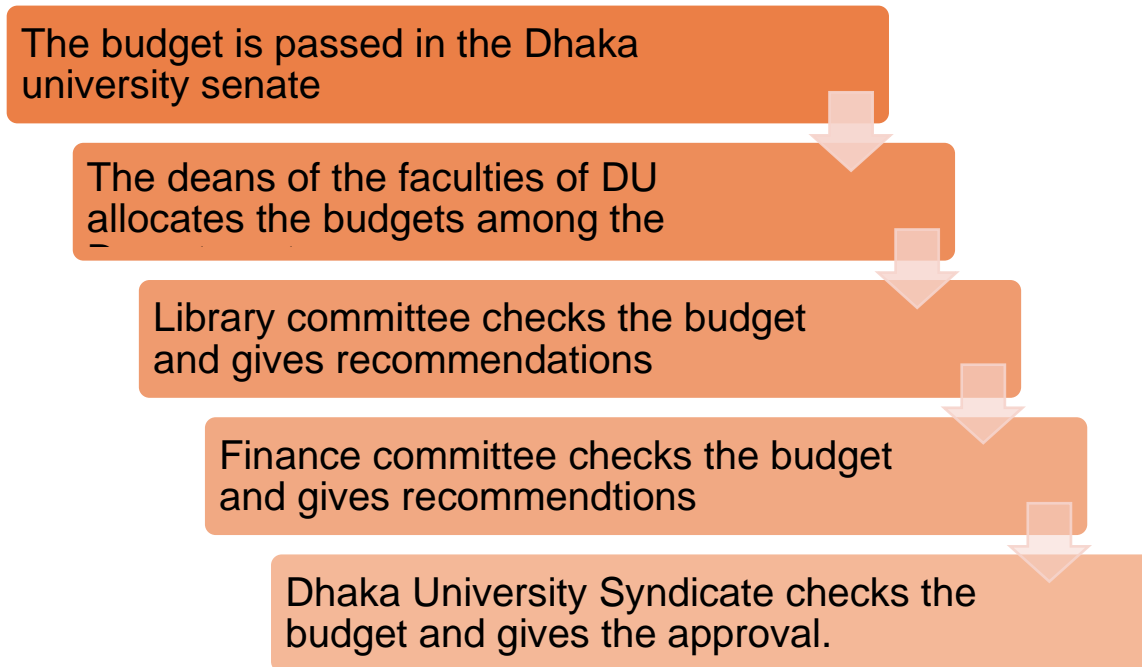 The budget is passed in the Dhaka
university senate
The deans of the faculties of DU
allocates the budgets among the
Library committee checks the budget
and gives recommendations
Finance committee checks the budget
and gives recommendtions
Dhaka University Syndicate checks the
budget and gives the approval.